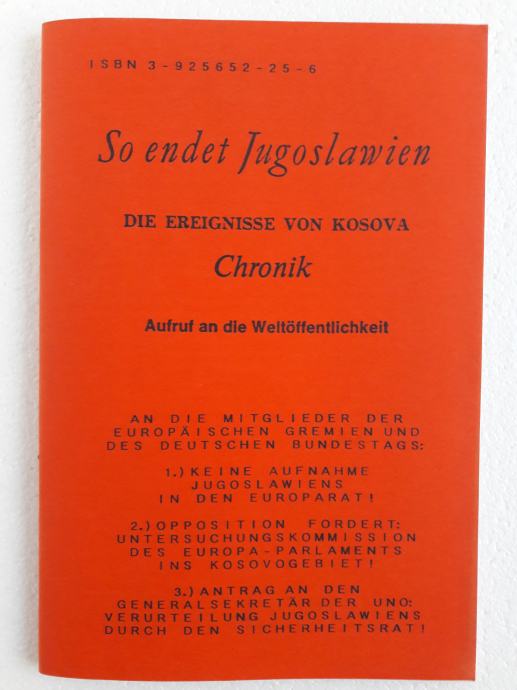 ISBN 3-925652-25-6
So endet Jugoslawien
DIE EREIGNISSE VON KOSOVA
Chronik
Aufruf an die Weltöffentlichkeit
AN DIE MITGLIEDER DER
EUROPÄISCHEN GREMIEN UND
DES DEUTSCHEN BUNDESTAGS:
1.) KEINE AUFNAHME
JUGOSLAWIENS
IN DEN EUROPARAT!
2.) OPPOSITION FORDERT:
UNTERSUCHUNGSKOMMISSION
DES EUROPA-PARLAMENTS
INS KOSOVOGEBIET!
3.) ANTRAG AN DEN
GENERALSEKRETÄR DER UNO:
VERURTEILUNG JUGOSLAWIENS
DURCH DEN SICHERHEITSRAT!